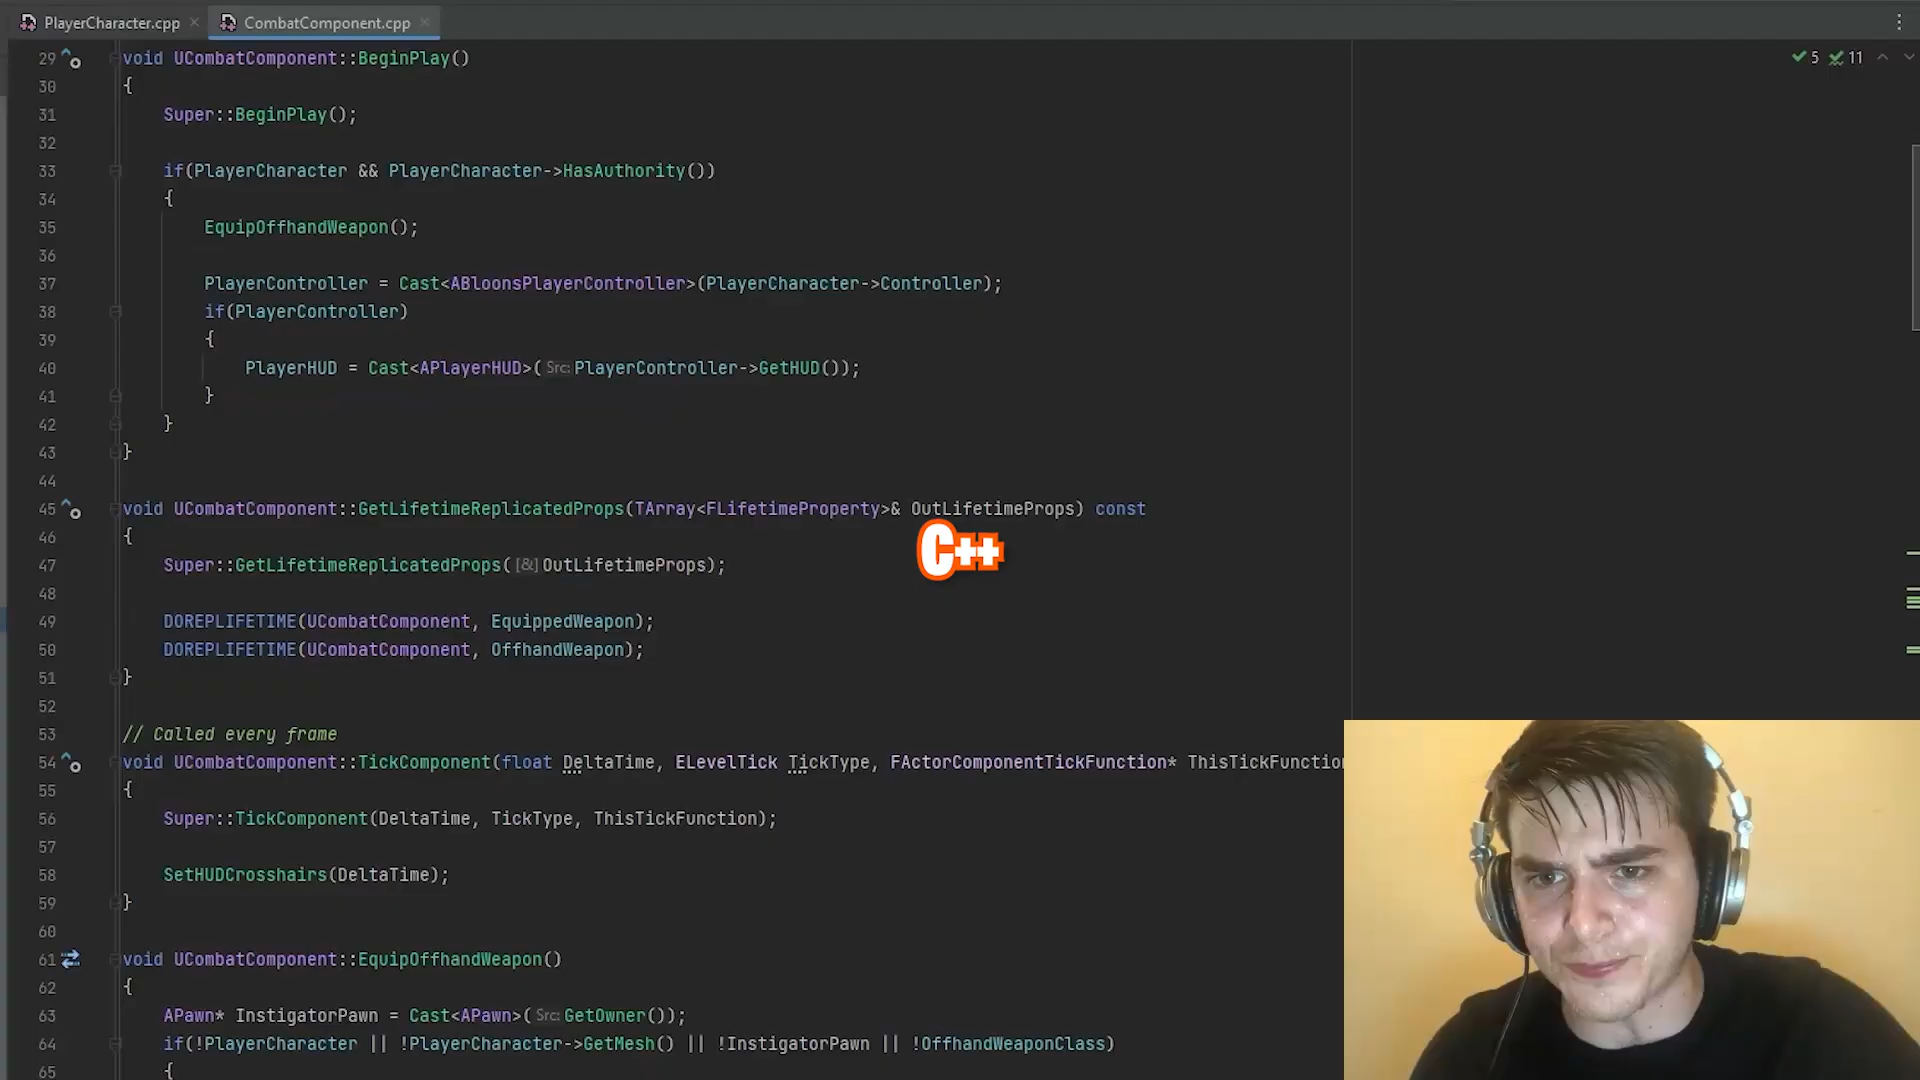 PlayerCharacter.cpp
CombatComponent.cpp
5 11
29 void UCombatComponent::BeginPlay()
30 {
31 Super::BeginPlay();
32
33 if(PlayerCharacter && PlayerCharacter->HasAuthority())
34 {
35 EquipOffhandWeapon();
36
37 PlayerController = Cast<ABloonsPlayerController>(PlayerCharacter->Controller);
38 if(PlayerController)
39 {
40 PlayerHUD = Cast<APlayerHUD>(Src:PlayerController->GetHUD());
41 }
42 }
43 }
44
45 void UCombatComponent::GetLifetimeReplicatedProps(TArray<FLifetimeProperty>& OutLifetimeProps) const
46 {
C++
47 Super::GetLifetimeReplicatedProps([&]OutLifetimeProps);
48
49 DOREPLIFETIME(UCombatComponent, EquippedWeapon);
50 DOREPLIFETIME(UCombatComponent, OffhandWeapon);
51 }
52
53 // Called every frame
54 void UCombatComponent::TickComponent(float DeltaTime, ELevelTick TickType, FActorComponentTickFunction* ThisTickFunction
55 {
56 Super::TickComponent(DeltaTime, TickType, ThisTickFunction);
57
58 SetHUDCrosshairs(DeltaTime);
59 }
60
61 void UCombatComponent::EquipOffhandWeapon()
62 {
63 APawn* InstigatorPawn = Cast<APawn>(Src:GetOwner());
64 if(!PlayerCharacter || !PlayerCharacter->GetMesh() || !InstigatorPawn || !OffhandWeaponClass)
65 {